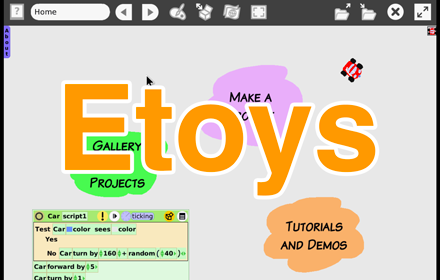 ?
Home
About
Etoys
MAKE A
GALLERY
PROJECTS
TUTORIALS
AND DEMOS
Car script1 ! ticking
Test Car color sees color
Yes
No Car turn by 160 + random ( 40 )
Car forward by 5
Car turn by 1